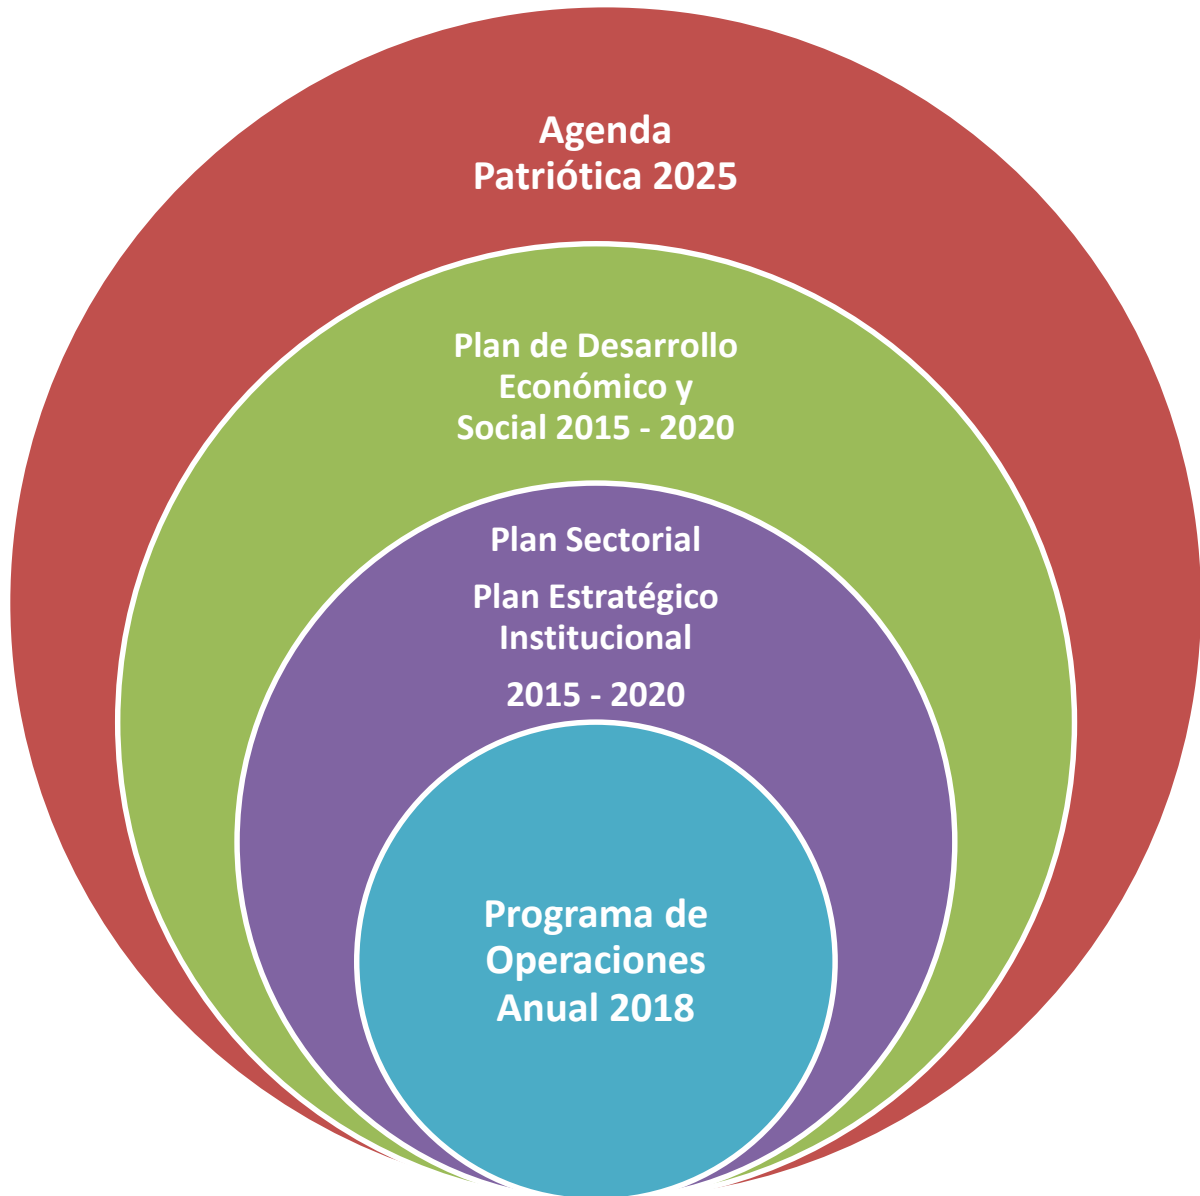 Agenda
Patriótica 2025
Plan de Desarrollo
Económico y
Social 2015 - 2020
Plan Sectorial
Plan Estratégico
Institucional
2015 - 2020
Programa de
Operaciones
Anual 2018